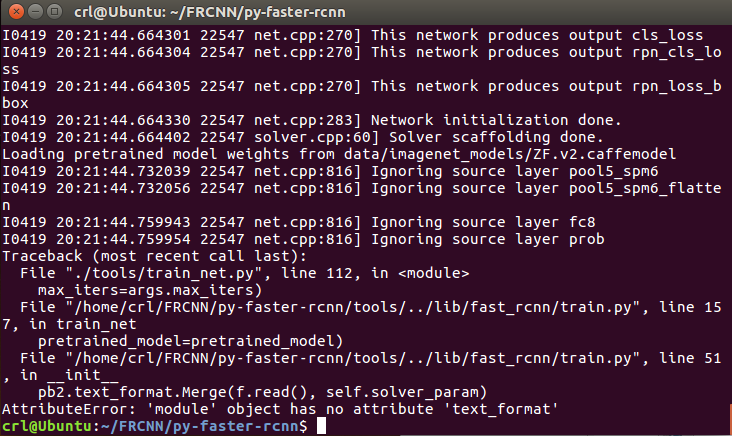 crl@Ubuntu: ~/FRCNN/py-faster-rcnn
I0419 20:21:44.664301 22547 net.cpp:270] This network produces output cls_loss
I0419 20:21:44.664304 22547 net.cpp:270] This network produces output rpn_cls_lo
ss
I0419 20:21:44.664305 22547 net.cpp:270] This network produces output rpn_loss_b
box
I0419 20:21:44.664330 22547 net.cpp:283] Network initialization done.
I0419 20:21:44.664402 22547 solver.cpp:60] Solver scaffolding done.
Loading pretrained model weights from data/imagenet_models/ZF.v2.caffemodel
I0419 20:21:44.732039 22547 net.cpp:816] Ignoring source layer pool5_spm6
I0419 20:21:44.732056 22547 net.cpp:816] Ignoring source layer pool5_spm6_flatte
n
I0419 20:21:44.759943 22547 net.cpp:816] Ignoring source layer fc8
I0419 20:21:44.759954 22547 net.cpp:816] Ignoring source layer prob
Traceback (most recent call last):
  File "./tools/train_net.py", line 112, in <module>
    max_iters=args.max_iters)
  File "/home/crl/FRCNN/py-faster-rcnn/tools/../lib/fast_rcnn/train.py", line 15
7, in train_net
    pretrained_model=pretrained_model)
  File "/home/crl/FRCNN/py-faster-rcnn/tools/../lib/fast_rcnn/train.py", line 51
, in __init__
    pb2.text_format.Merge(f.read(), self.solver_param)
AttributeError: 'module' object has no attribute 'text_format'
crl@Ubuntu:~/FRCNN/py-faster-rcnn$